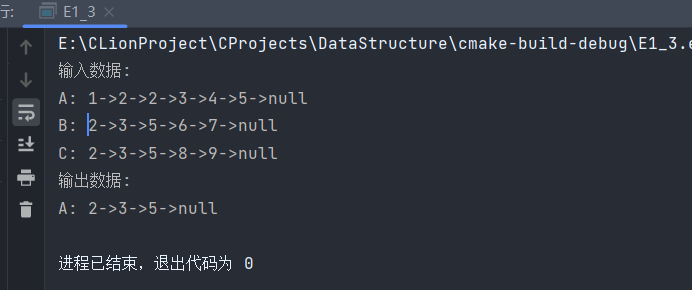 行: E1_3
E:\CLionProject\CProjects\DataStructure\cmake-build-debug\E1_3.e
输入数据:
A: 1->2->2->3->4->5->null
B: 2->3->5->6->7->null
C: 2->3->5->8->9->null
输出数据:
A: 2->3->5->null
进程已结束，退出代码为 0